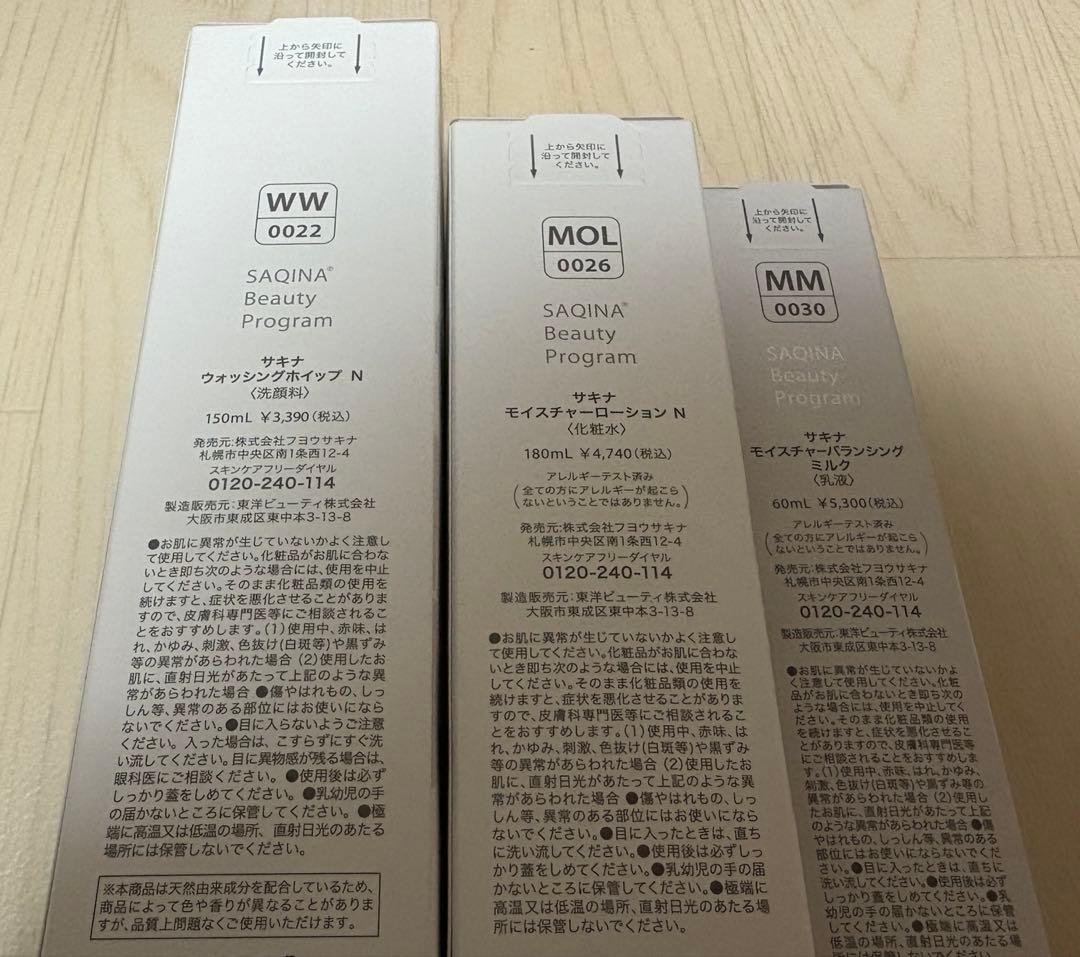 上から矢印に
沿って開封して
ください。
WW
0022
SAQINA®
Beauty
Program
サキナ
ウォッシングホイップ N
〈洗顔料〉
150mL ¥3,390(税込)
発売元:株式会社フヨウサキナ
札幌市中央区南1条西12-4
スキンケアフリーダイヤル
0120-240-114
製造販売元:東洋ビューティ株式会社
大阪市東成区東中本3-13-8
●お肌に異常が生じていないかよく注意し
て使用してください。化粧品がお肌に合わな
いとき即ち次のような場合には、使用を中止
してください。そのまま化粧品類の使用を
続けますと、症状を悪化させることがありま
すので、皮膚科専門医等にご相談されるこ
とをおすすめします。(1)使用中、赤味、は
れ、かゆみ、刺激、色抜け(白斑等)や黒ずみ
等の異常があらわれた場合 (2)使用したお
肌に、直射日光があたって上記のような異
常があらわれた場合 ●傷やはれもの、しっ
しん等、異常のある部位にはお使いになら
ないでください。●目に入らないようご注意
ください。入った場合は、こすらずにすぐ洗
い流してください。目に異物感が残る場合は、
眼科医にご相談ください。●使用後は必ず
しっかり蓋をしめてください。●乳幼児の手
の届かないところに保管してください。●極
端に高温又は低温の場所、直射日光のあたる
場所には保管しないでください。
※本商品は天然由来成分を配合しているため、
商品によって色や香りが異なることがありま
すが、品質上問題なくご使用いただけます。
上から矢印に
沿って開封して
ください。
MOL
0026
SAQINA®
Beauty
Program
サキナ
モイスチャーローション N
〈化粧水〉
180mL ¥4,740(税込)
アレルギーテスト済み
(全ての方にアレルギーが起こら
ないということではありません。)
発売元:株式会社フヨウサキナ
札幌市中央区南1条西12-4
スキンケアフリーダイヤル
0120-240-114
製造販売元:東洋ビューティ株式会社
大阪市東成区東中本3-13-8
●お肌に異常が生じていないかよく注意し
て使用してください。化粧品がお肌に合わな
いとき即ち次のような場合には、使用を中止
してください。そのまま化粧品類の使用を
続けますと、症状を悪化させることがありま
すので、皮膚科専門医等にご相談されるこ
とをおすすめします。(1)使用中、赤味、は
れ、かゆみ、刺激、色抜け(白斑等)や黒ずみ
等の異常があらわれた場合 (2)使用したお
肌に、直射日光があたって上記のような異
常があらわれた場合 ●傷やはれもの、しっ
しん等、異常のある部位にはお使いになら
ないでください。●目に入ったときは、直ち
に洗い流してください。●使用後は必ずしっ
かり蓋をしめてください。●乳幼児の手の届
かないところに保管してください。●極端に
高温又は低温の場所、直射日光のあたる場
所には保管しないでください。
上から矢印に
沿って開封して
ください。
MM
0030
SAQINA
Beauty
Program
サキナ
モイスチャーバランシング
ミルク
〈乳液〉
60mL ¥5,300(税込)
アレルギーテスト済み
(全ての方にアレルギーが起こら
ないということではありません。)
発売元:株式会社フヨウサキナ
札幌市中央区南1条西12-4
スキンケアフリーダイヤル
0120-240-114
製造販売元:東洋ビューティ株式会社
大阪市東成区東中本3-13-8
●お肌に異常が生じていないかよ
く注意して使用してください。化粧
品がお肌に合わないとき即ち次の
ような場合には、使用を中止してくだ
さい。そのまま化粧品類の使用
を続けますと、症状を悪化させるこ
とがありますので、皮膚科専門医等
にご相談されることをおすすめしま
す。(1)使用中、赤味、はれ、かゆみ、
刺激、色抜け(白斑等)や黒ずみ等の
異常があらわれた場合 (2)使用し
たお肌に、直射日光があたって上記
のような異常があらわれた場合 ●傷
やはれもの、しっしん等、異常のある
部位にはお使いにならないでくだ
さい。●目に入ったときは、直ちに
洗い流してください。●使用後は必ず
しっかり蓋をしめてください。●乳
幼児の手の届かないところに保管
してください。●極端に高温又は
低温の場所、直射日光のあたる場
所には保管しないでください。